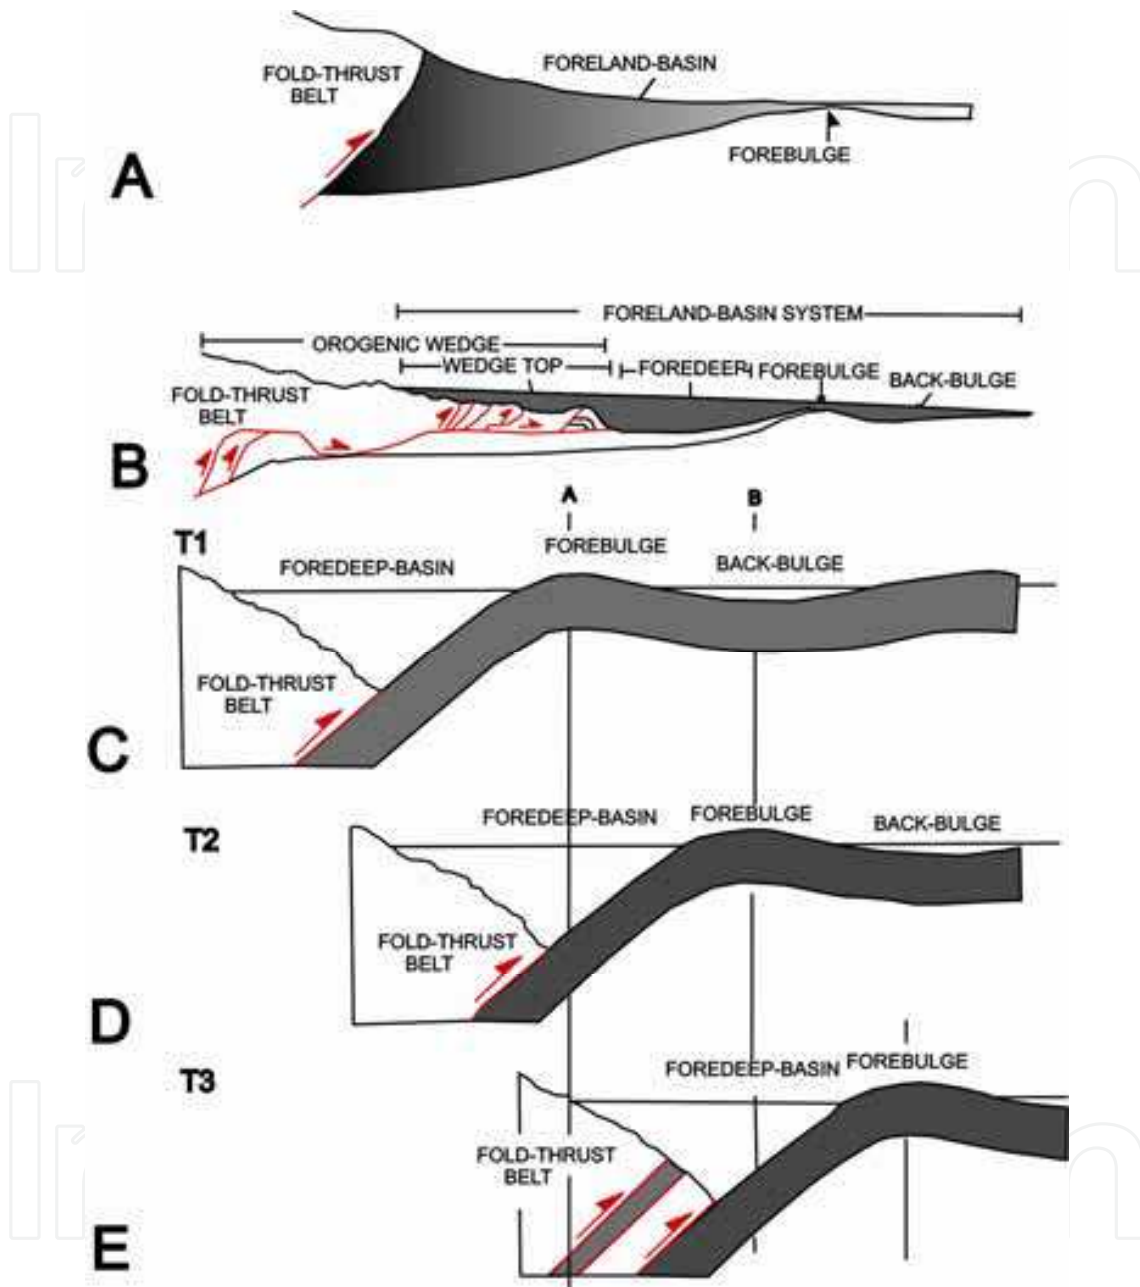 FORELAND-BASIN
FOLD-THRUST
BELT
FOREBULGE
A
FORELAND-BASIN SYSTEM
OROGENIC WEDGE
WEDGE TOP
FOREDEEP
FOREBULGE
BACK-BULGE
FOLD-THRUST
BELT
B
A
B
T1
FOREBULGE
FOREDEEP-BASIN
BACK-BULGE
FOLD-THRUST
BELT
C
T2
FOREDEEP-BASIN
FOREBULGE
BACK-BULGE
FOLD-THRUST
BELT
D
T3
FOREDEEP-BASIN
FOREBULGE
FOLD-THRUST
BELT
E